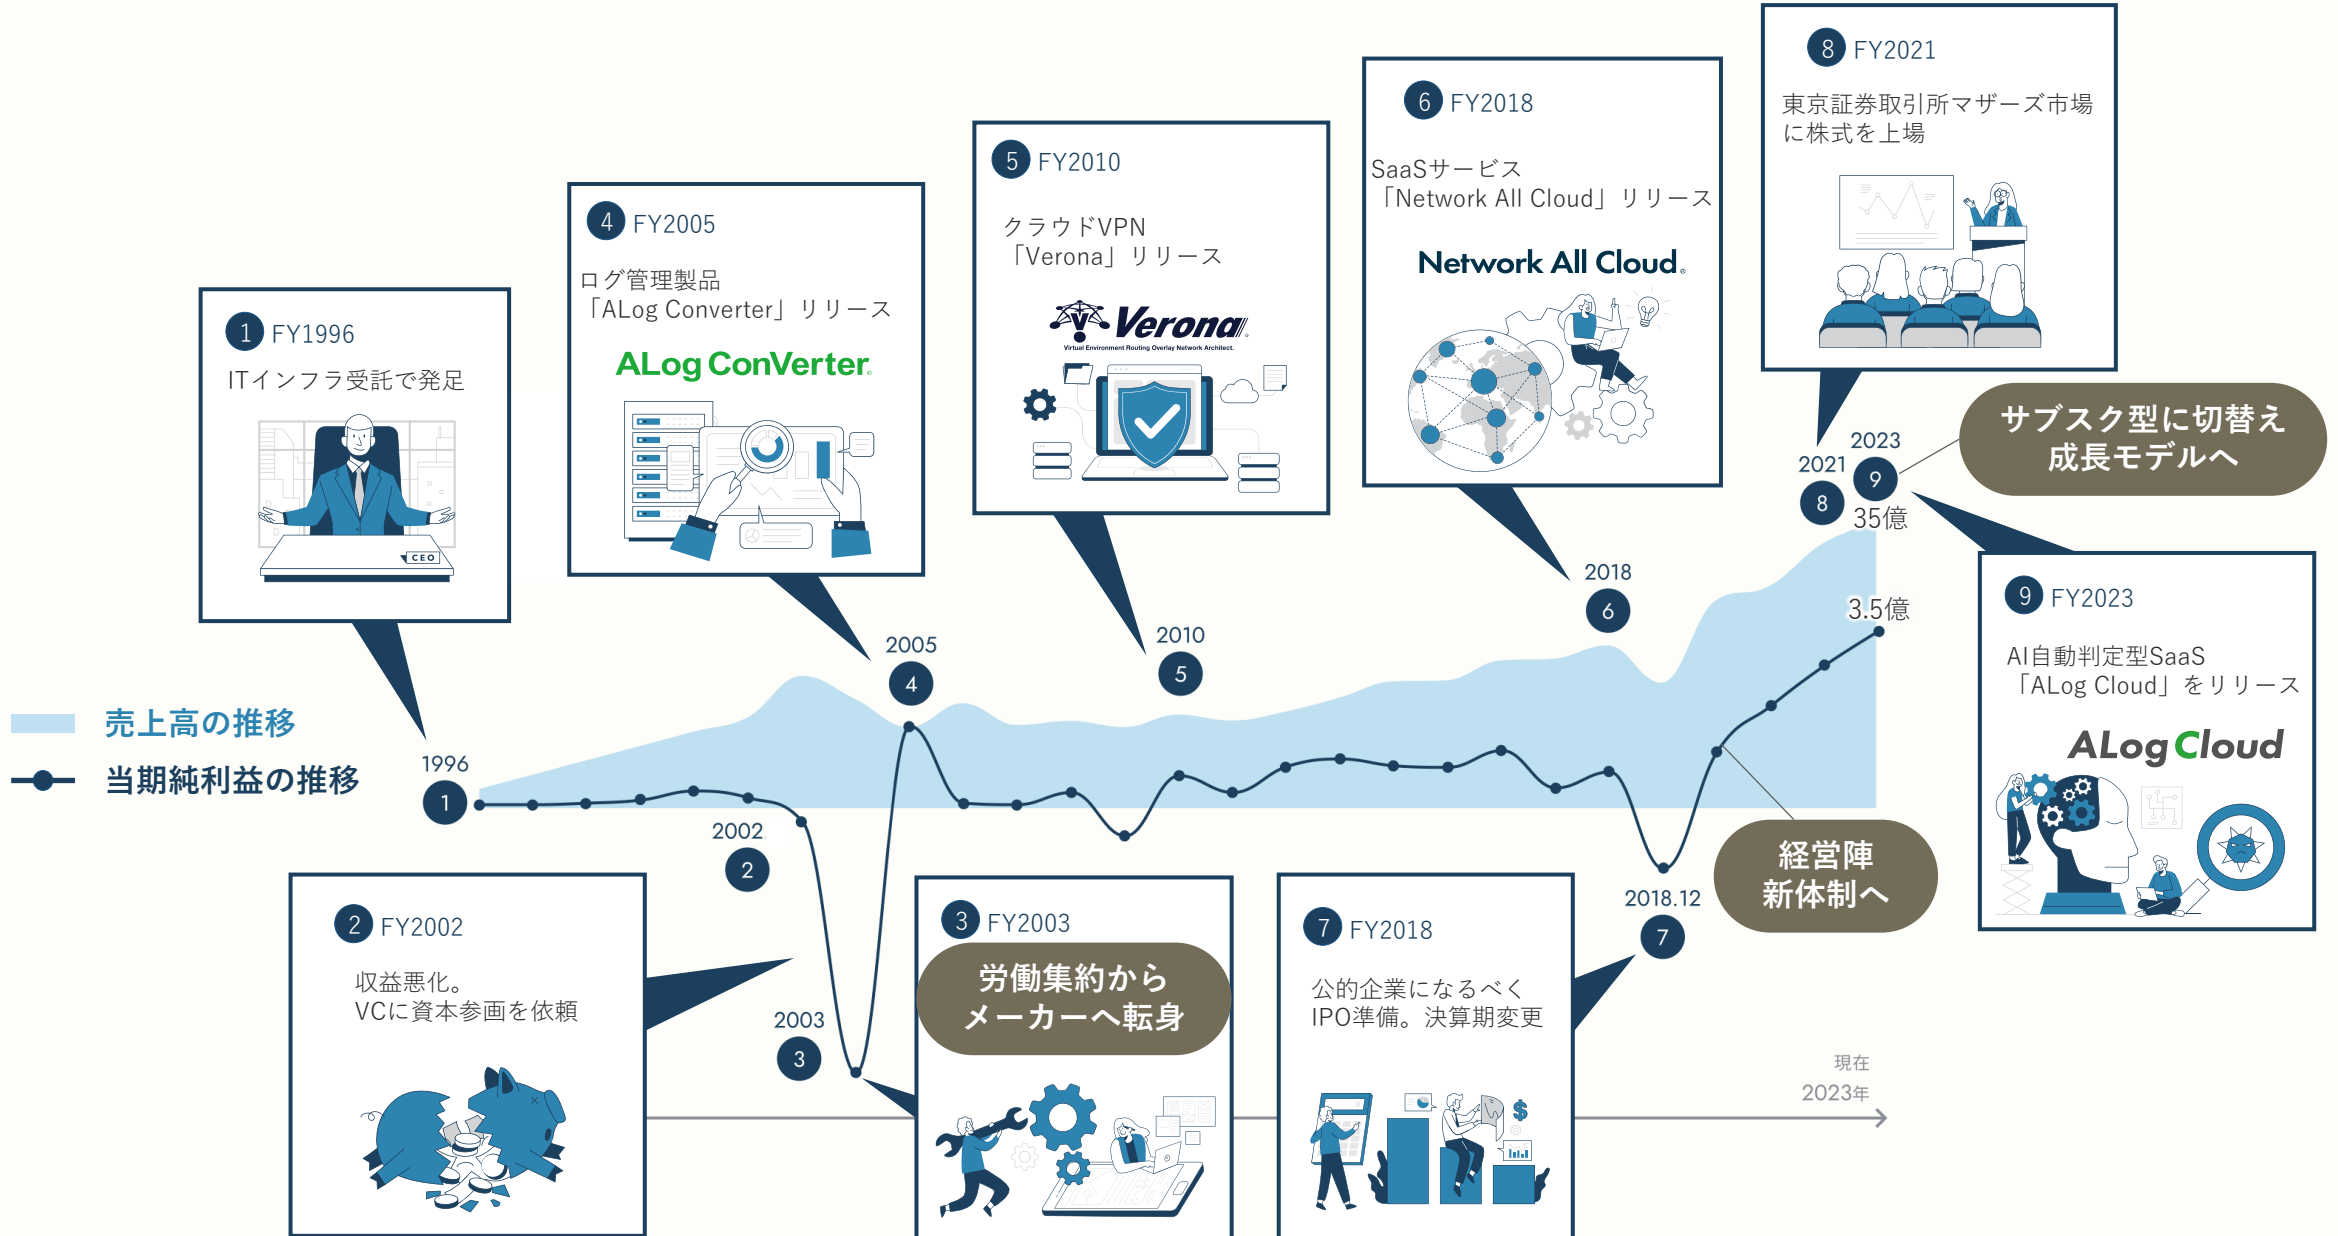 1 FY1996
ITインフラ受託で発足
CEO
4 FY2005
ログ管理製品
「ALog Converter」リリース
ALog ConVerter®
5 FY2010
クラウドVPN
「Verona」リリース
V Verona®
Virtual Environment Routing Overlay Network Architect.
6 FY2018
SaaSサービス
「Network All Cloud」リリース
Network All Cloud®
8 FY2021
東京証券取引所マザーズ市場
に株式を上場
サブスク型に切替え
成長モデルへ
2023
9
2021
8
35億
3.5億
2018
6
2010
5
2005
4
1996
1
売上高の推移
当期純利益の推移
2002
2
2003
3
2018.12
7
経営陣
新体制へ
9 FY2023
AI自動判定型SaaS
「ALog Cloud」をリリース
ALog Cloud
2 FY2002
収益悪化。
VCに資本参画を依頼
3 FY2003
労働集約から
メーカーへ転身
7 FY2018
公的企業になるべく
IPO準備。決算期変更
$
現在
2023年